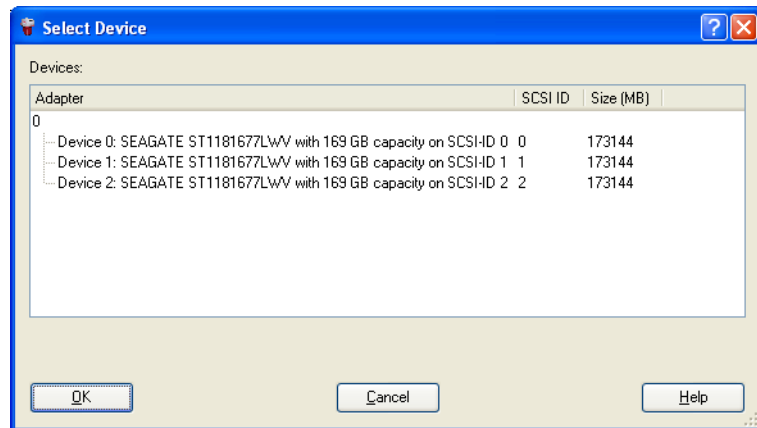 Select Device
Devices:
Adapter SCSI ID Size (MB)
0
Device 0: SEAGATE ST1181677LWV with 169 GB capacity on SCSI-ID 0 0 173144
Device 1: SEAGATE ST1181677LWV with 169 GB capacity on SCSI-ID 1 1 173144
Device 2: SEAGATE ST1181677LWV with 169 GB capacity on SCSI-ID 2 2 173144
OK Cancel Help